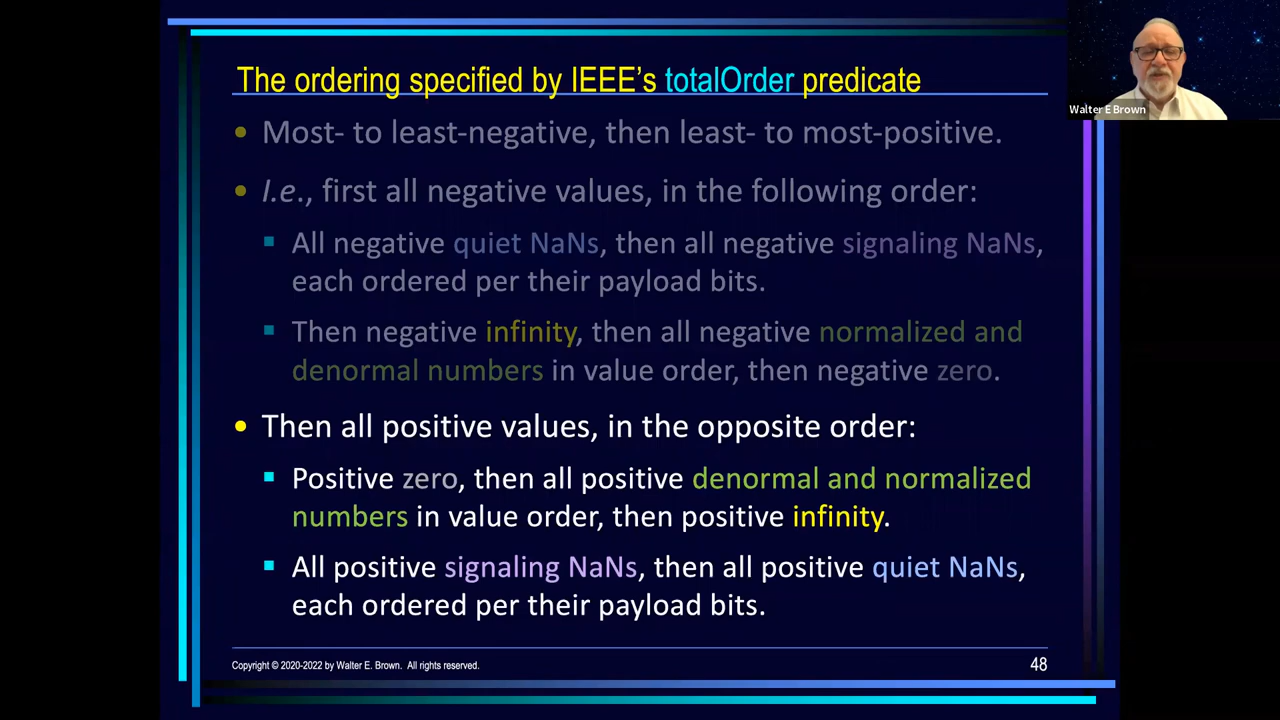 The ordering specified by IEEE's totalOrder predicate
Walter E Brown
• Most- to least-negative, then least- to most-positive.
• I.e., first all negative values, in the following order:
▪ All negative quiet NaNs, then all negative signaling NaNs,
each ordered per their payload bits.
▪ Then negative infinity, then all negative normalized and
denormal numbers in value order, then negative zero.
• Then all positive values, in the opposite order:
▪ Positive zero, then all positive denormal and normalized
numbers in value order, then positive infinity.
▪ All positive signaling NaNs, then all positive quiet NaNs,
each ordered per their payload bits.
Copyright © 2020-2022 by Walter E. Brown. All rights reserved.
48